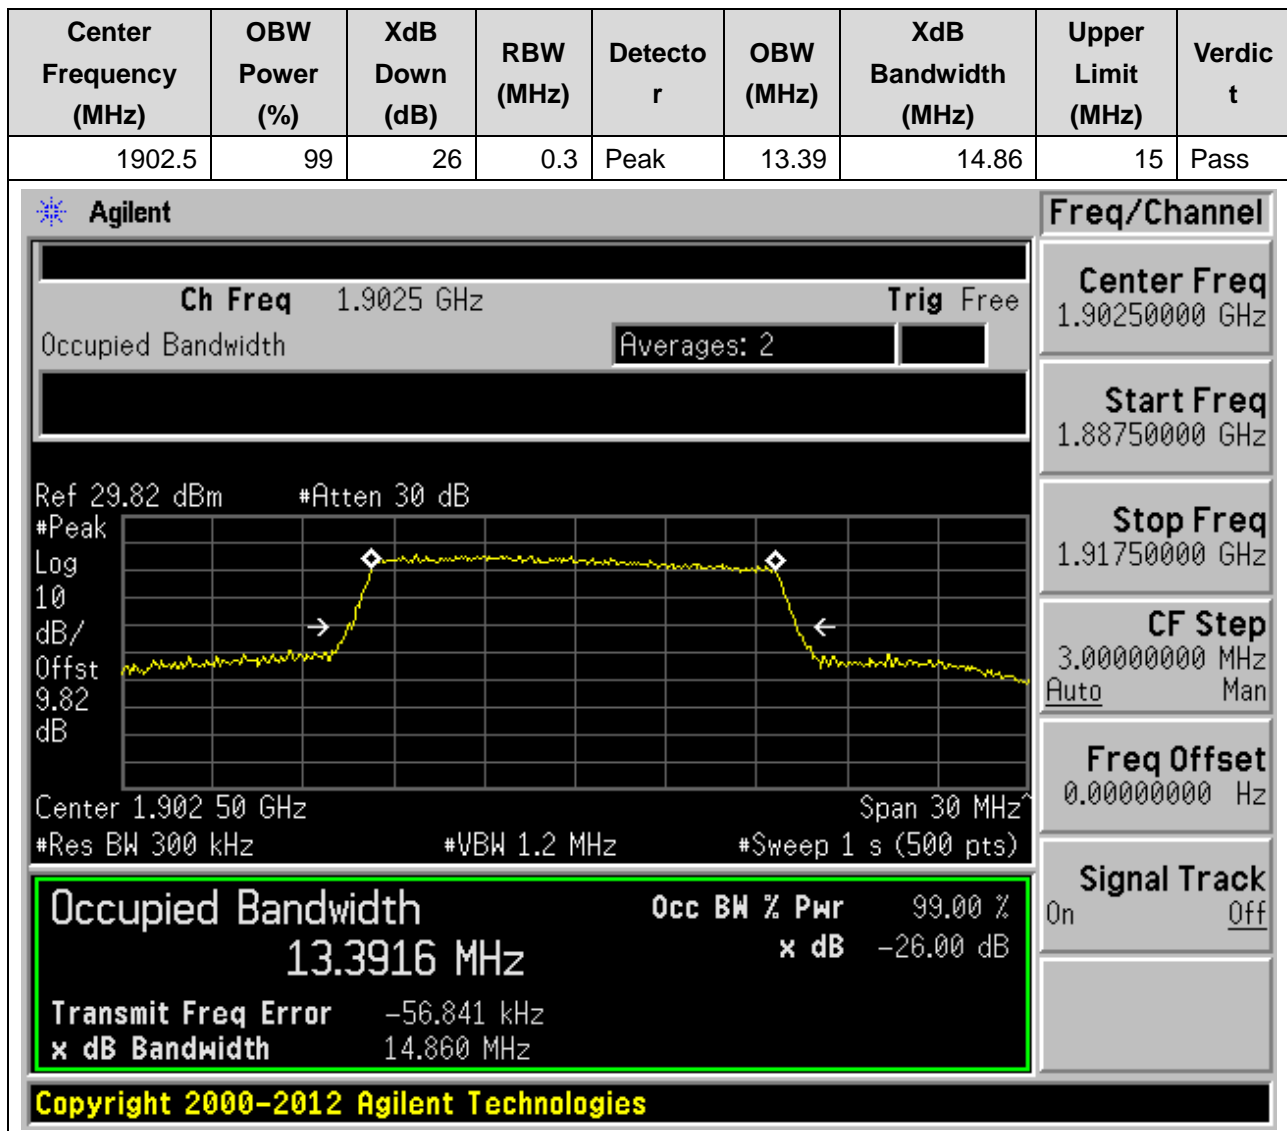 Center Frequency (MHz) OBW Power (%) XdB Down (dB) RBW (MHz) Detecto r OBW (MHz) XdB Bandwidth (MHz) Upper Limit (MHz) Verdic t
1902.5 99 26 0.3 Peak 13.39 14.86 15 Pass
Agilent
Freq/Channel
Ch Freq 1.9025 GHz Trig Free
Occupied Bandwidth Averages: 2
Ref 29.82 dBm #Atten 30 dB
#Peak
Log
10
dB/
Offst
9.82
dB
Center 1.902 50 GHz Span 30 MHz^
#Res BW 300 kHz #VBW 1.2 MHz #Sweep 1 s (500 pts)
Occupied Bandwidth
13.3916 MHz
Occ BW % Pwr 99.00 %
x dB -26.00 dB
Transmit Freq Error -56.841 kHz
x dB Bandwidth 14.860 MHz
Center Freq
1.90250000 GHz
Start Freq
1.88750000 GHz
Stop Freq
1.91750000 GHz
CF Step
3.00000000 MHz
Auto Man
Freq Offset
0.00000000 Hz
Signal Track
On Off
Copyright 2000-2012 Agilent Technologies